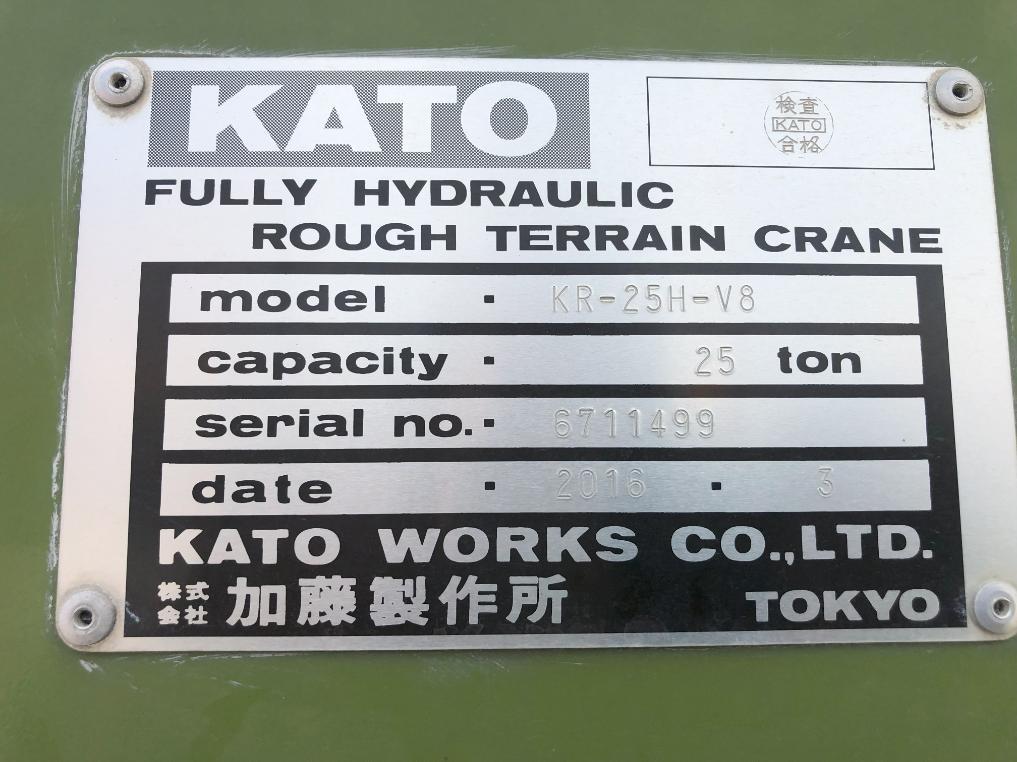 KATO
検査
KATO
合格
FULLY HYDRAULIC
ROUGH TERRAIN CRANE
model · KR-25H-V8
capacity · 25 ton
serial no. · 6711499
date · 2016 · 3
KATO WORKS CO.,LTD.
株式会社 加藤製作所 TOKYO